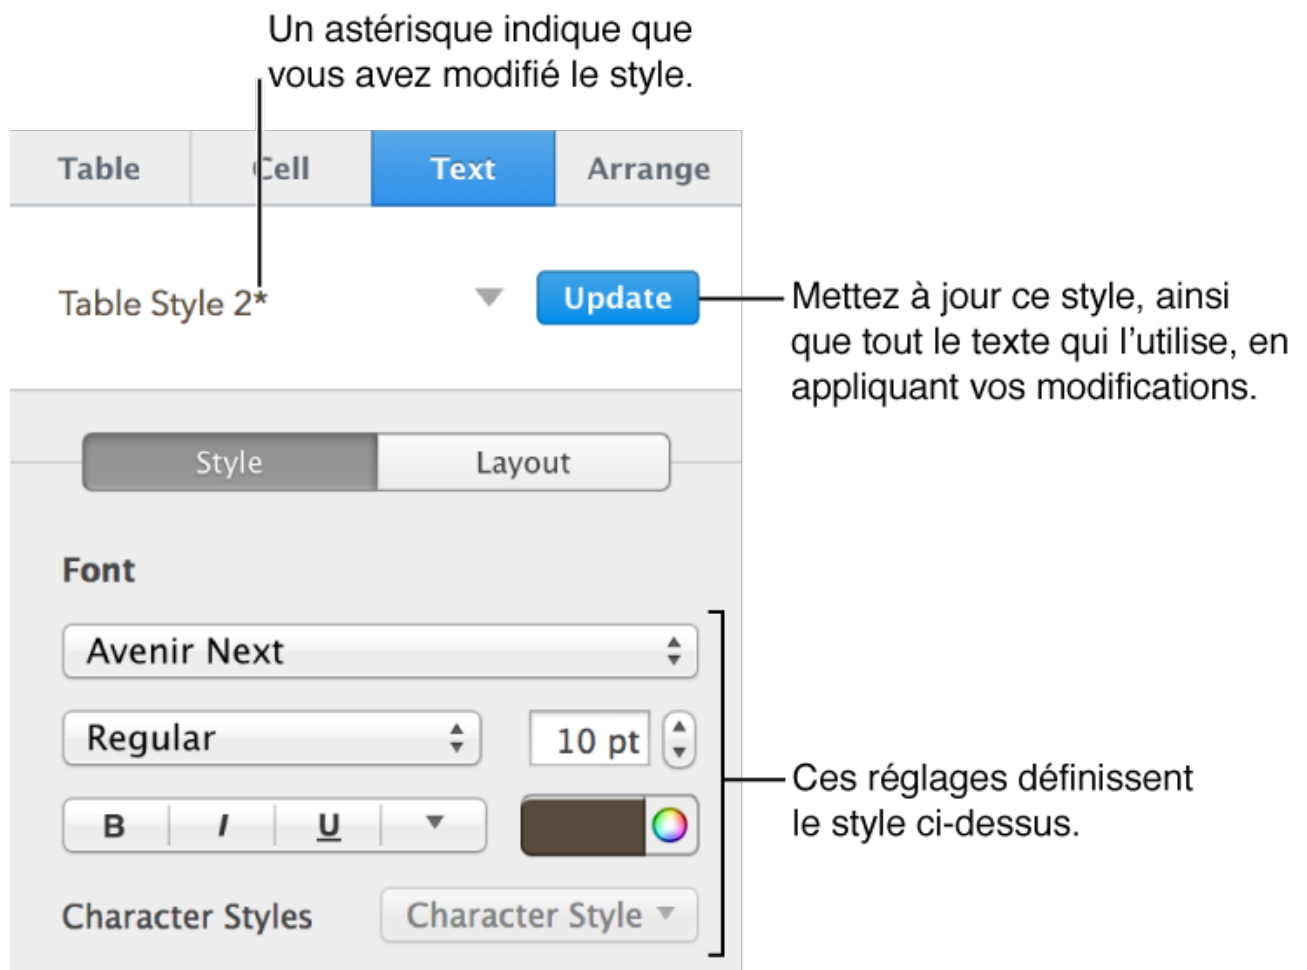 Un astérisque indique que
vous avez modifié le style.
Table Cell Text Arrange
Table Style 2* Update
Mettez à jour ce style, ainsi
que tout le texte qui l’utilise, en
appliquant vos modifications.
Style Layout
Font
Avenir Next
Regular 10 pt
Ces réglages définissent
le style ci-dessus.
B I U
Character Styles Character Style